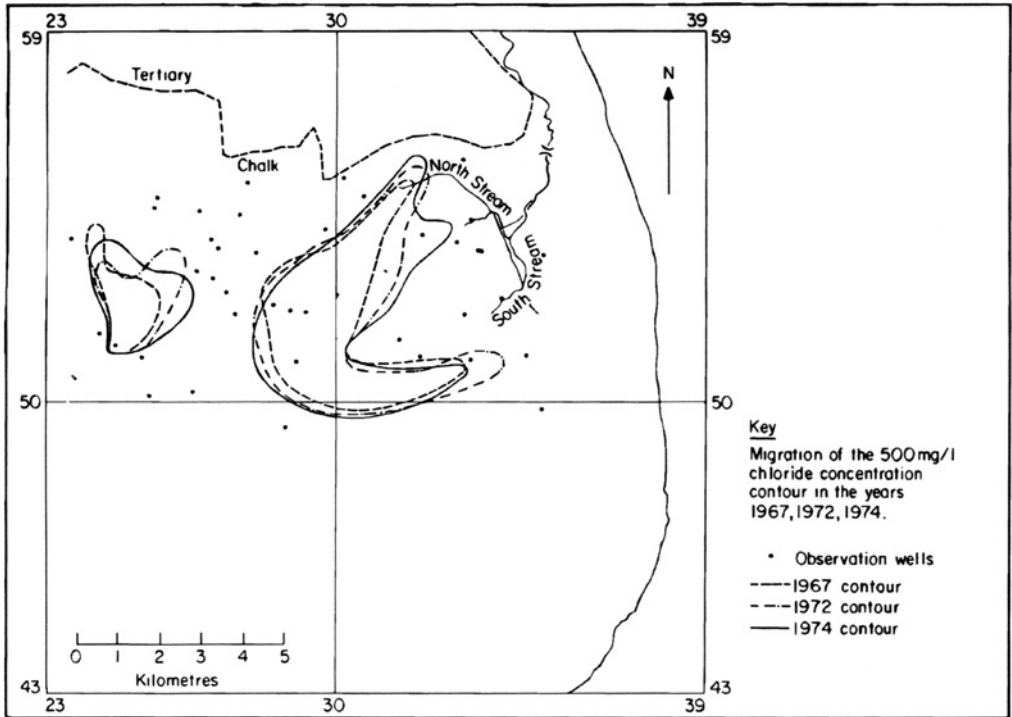 23 30 39
59 59
N
Tertiary
Chalk
North Stream
South Stream
50 50
Key
Migration of the 500 mg/l
chloride concentration
contour in the years
1967, 1972, 1974.
Observation wells
1967 contour
1972 contour
1974 contour
0 1 2 3 4 5
Kilometres
43 43
23 30 39